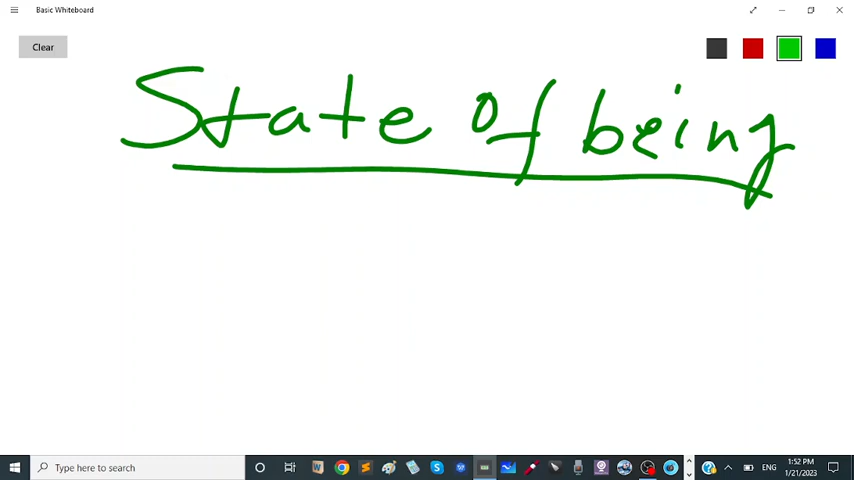 Basic Whiteboard
Clear
State of being
Type here to search
ENG
1:52 PM
1/21/2023